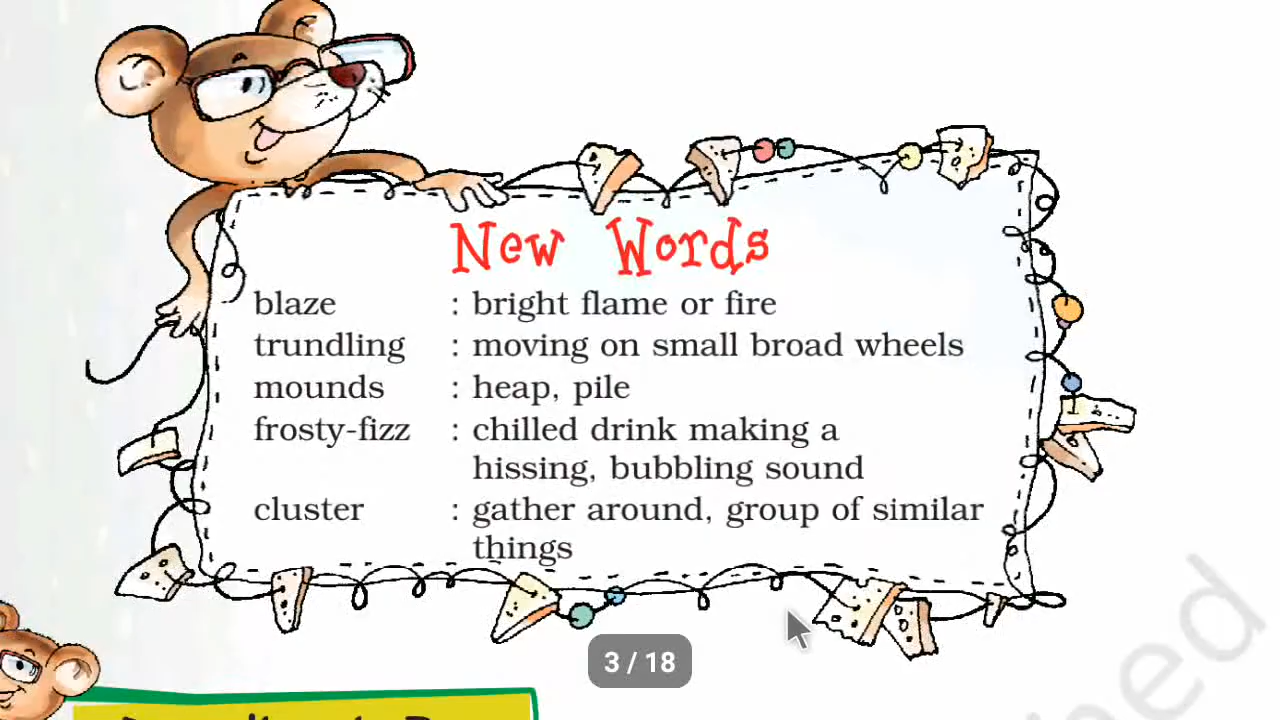 New Words
blaze : bright flame or fire
trundling : moving on small broad wheels
mounds : heap, pile
frosty-fizz : chilled drink making a
hissing, bubbling sound
cluster : gather around, group of similar
things
3 / 18